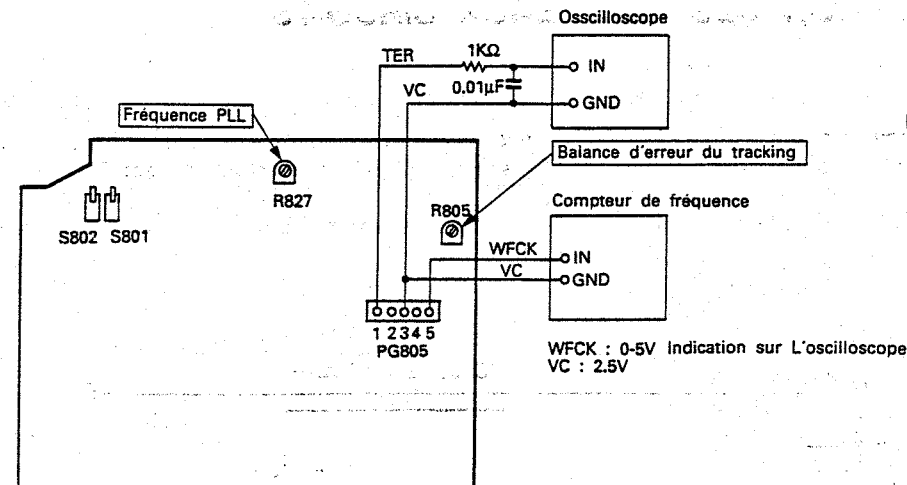 Osscilloscope
TER
1KΩ
IN
VC
0.01µF
GND
Fréquence PLL
Balance d'erreur du tracking
R827
R805
S802 S801
Compteur de fréquence
WFCK
IN
VC
GND
1 2 3 4 5
PG805
WFCK : 0-5V Indication sur L'oscilloscope
VC : 2.5V